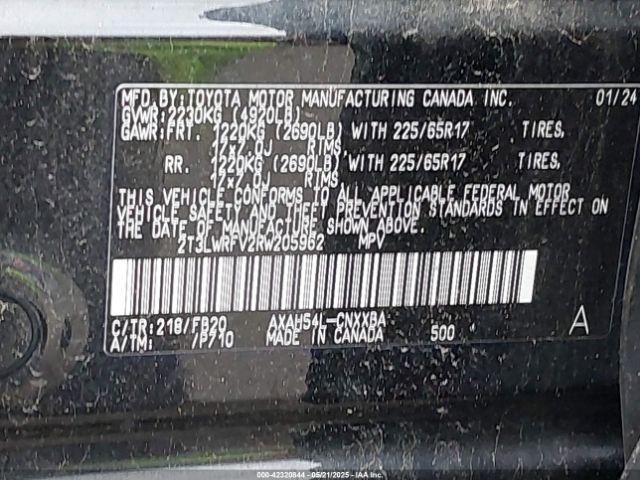 MFD.BY:TOYOTA MOTOR MANUFACTURING CANADA INC. 01/24
GVWR:2230KG (4920LB)
GAWR:FRT. 1220KG (2690LB) WITH 225/65R17 TIRES,
17x7.0J RIMS
RR. 1220KG (2690LB) WITH 225/65R17 TIRES,
17x7.0J RIMS
THIS VEHICLE CONFORMS TO ALL APPLICABLE FEDERAL MOTOR
VEHICLE SAFETY AND THEFT PREVENTION STANDARDS IN EFFECT ON
THE DATE OF MANUFACTURE SHOWN ABOVE.
2T3LWRFV2RW205962 MPV
C/TR:218/FB20 AXAH54L-CNXXBA A
A/TM: /P710 MADE IN CANADA 500
000-42320844 - 05/21/2025 - IAA Inc.